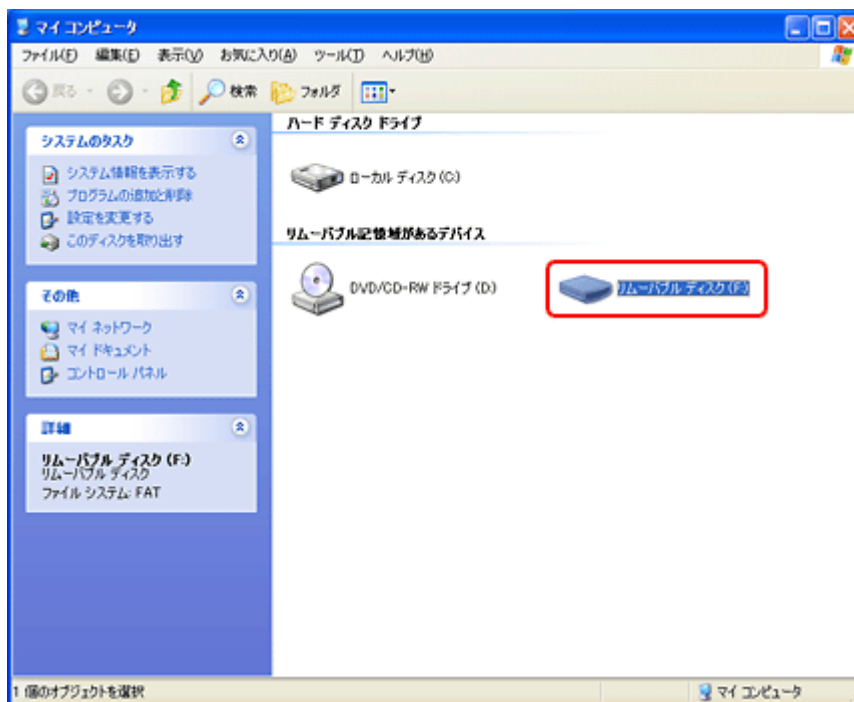 マイ コンピュータ
ファイル(F) 編集(E) 表示(V) お気に入り(A) ツール(T) ヘルプ(H)
戻る 検索 フォルダ
システムのタスク
システム情報を表示する
プログラムの追加と削除
設定を変更する
このディスクを取り出す
その他
マイ ネットワーク
マイ ドキュメント
コントロール パネル
詳細
リムーバブル ディスク (F:)
リムーバブル ディスク
ファイル システム: FAT
ハード ディスク ドライブ
ローカル ディスク (C:)
リムーバブル記憶域があるデバイス
DVD/CD-RW ドライブ (D:)
リムーバブル ディスク (F:)
1 個のオブジェクトを選択
マイ コンピュータ